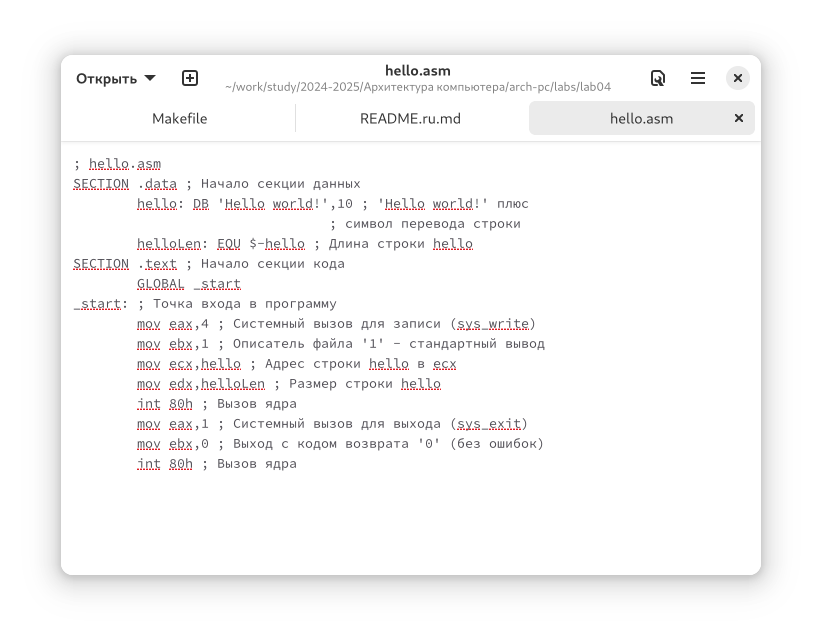 Открыть
hello.asm
~/work/study/2024-2025/Архитектура компьютера/arch-pc/labs/lab04
Makefile
README.ru.md
hello.asm
; hello.asm
SECTION .data ; Начало секции данных
hello: DB 'Hello world!',10 ; 'Hello world!' плюс
; символ перевода строки
helloLen: EQU $-hello ; Длина строки hello
SECTION .text ; Начало секции кода
GLOBAL _start
_start: ; Точка входа в программу
mov eax,4 ; Системный вызов для записи (sys_write)
mov ebx,1 ; Описатель файла '1' - стандартный вывод
mov ecx,hello ; Адрес строки hello в ecx
mov edx,helloLen ; Размер строки hello
int 80h ; Вызов ядра
mov eax,1 ; Системный вызов для выхода (sys_exit)
mov ebx,0 ; Выход с кодом возврата '0' (без ошибок)
int 80h ; Вызов ядра